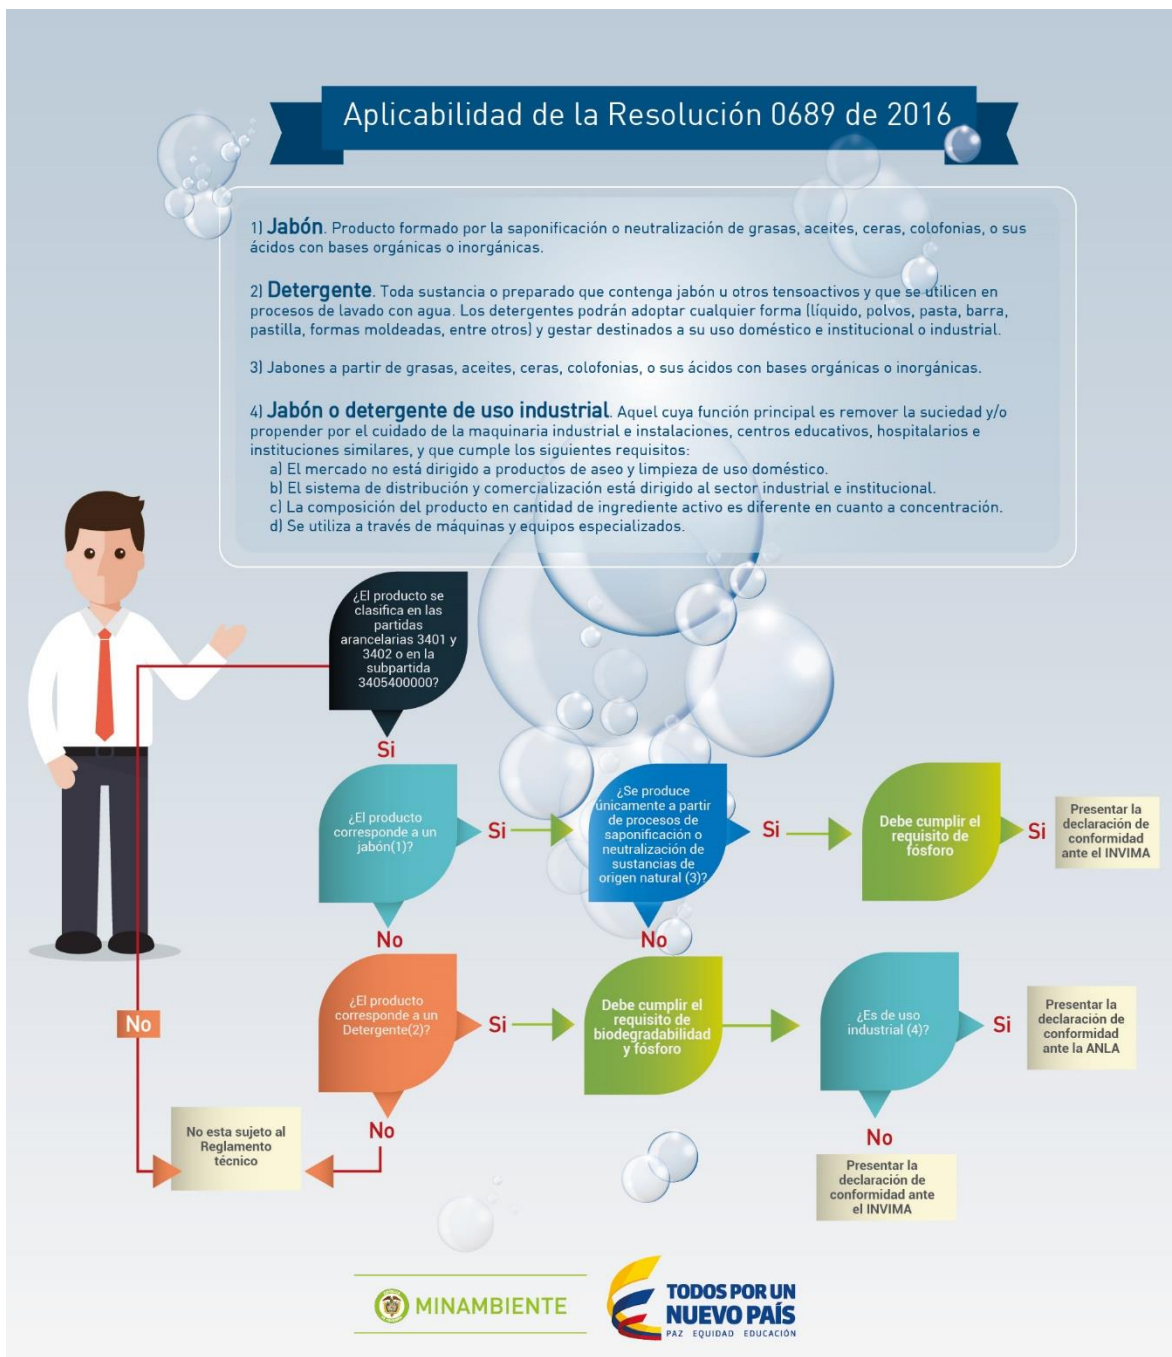 Aplicabilidad de la Resolución 0689 de 2016
1) Jabón. Producto formado por la saponificación o neutralización de grasas, aceites, ceras, colofonias, o sus
ácidos con bases orgánicas o inorgánicas.
2) Detergente. Toda sustancia o preparado que contenga jabón u otros tensoactivos y que se utilicen en
procesos de lavado con agua. Los detergentes podrán adoptar cualquier forma (líquido, polvos, pasta, barra,
pastilla, formas moldeadas, entre otros) y gestar destinados a su uso doméstico e institucional o industrial.
3) Jabones a partir de grasas, aceites, ceras, colofonias, o sus ácidos con bases orgánicas o inorgánicas.
4) Jabón o detergente de uso industrial. Aquel cuya función principal es remover la suciedad y/o
propender por el cuidado de la maquinaria industrial e instalaciones, centros educativos, hospitalarios e
instituciones similares, y que cumple los siguientes requisitos:
a) El mercado no está dirigido a productos de aseo y limpieza de uso doméstico.
b) El sistema de distribución y comercialización está dirigido al sector industrial e institucional.
c) La composición del producto en cantidad de ingrediente activo es diferente en cuanto a concentración.
d) Se utiliza a través de máquinas y equipos especializados.
¿El producto se
clasifica en las
partidas
arancelarias 3401 y
3402 o en la
subpartida
3405400000?
Si
¿El producto
corresponde a un
jabón(1)?
Si
¿Se produce
únicamente a partir
de procesos de
saponificación o
neutralización de
sustancias de
origen natural (3)?
Si
Debe cumplir el
requisito de
fósforo
Si
Presentar la
declaración de
conformidad
ante el INVIMA
No
No
¿El producto
corresponde a un
Detergente(2)?
Si
Debe cumplir el
requisito de
biodegradabilidad
y fósforo
¿Es de uso
industrial (4)?
Si
Presentar la
declaración de
conformidad
ante la ANLA
No
No esta sujeto al
Reglamento
técnico
No
No
Presentar la
declaración de
conformidad ante
el INVIMA
MINAMBIENTE
TODOS POR UN
NUEVO PAÍS
PAZ EQUIDAD EDUCACIÓN